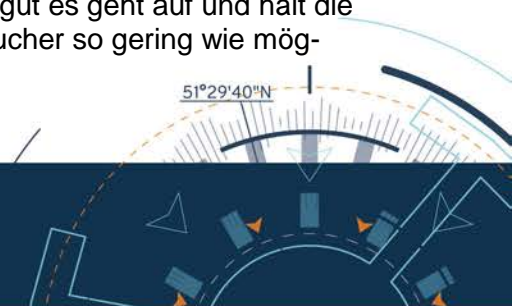 gut es geht auf und hält die
ucher so gering wie mög-
51°29'40"N